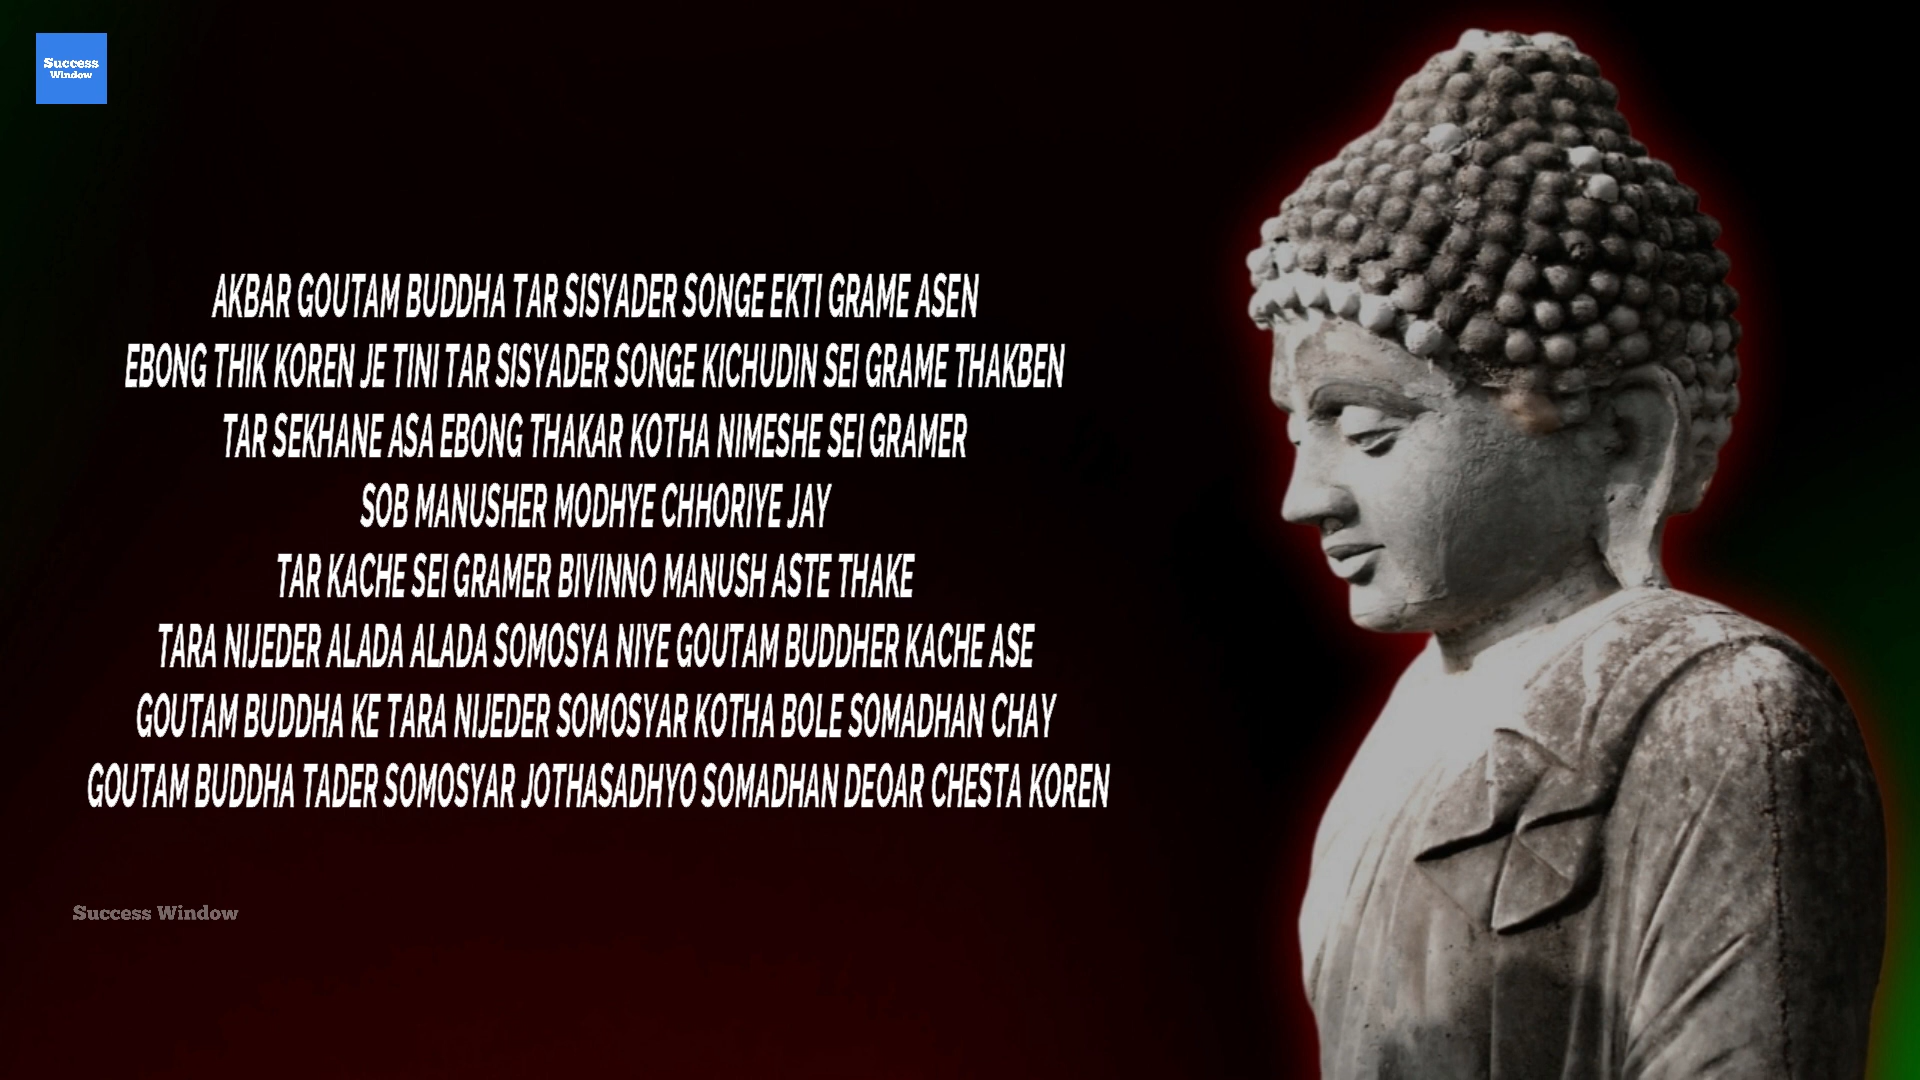 Success
Window
AKBAR GOUTAM BUDDHA TAR SISYADER SONGE EKTI GRAME ASEN
EBONG THIK KOREN JE TINI TAR SISYADER SONGE KICHUDIN SEI GRAME THAKBEN
TAR SEKHANE ASA EBONG THAKAR KOTHA NIMESHE SEI GRAMER
SOB MANUSHER MODHYE CHHORIYE JAY
TAR KACHE SEI GRAMER BIVINNO MANUSH ASTE THAKE
TARA NIJEDER ALADA ALADA SOMOSYA NIYE GOUTAM BUDDHER KACHE ASE
GOUTAM BUDDHA KE TARA NIJEDER SOMOSYAR KOTHA BOLE SOMADHAN CHAY
GOUTAM BUDDHA TADER SOMOSYAR JOTHASADHYO SOMADHAN DEOAR CHESTA KOREN
Success Window